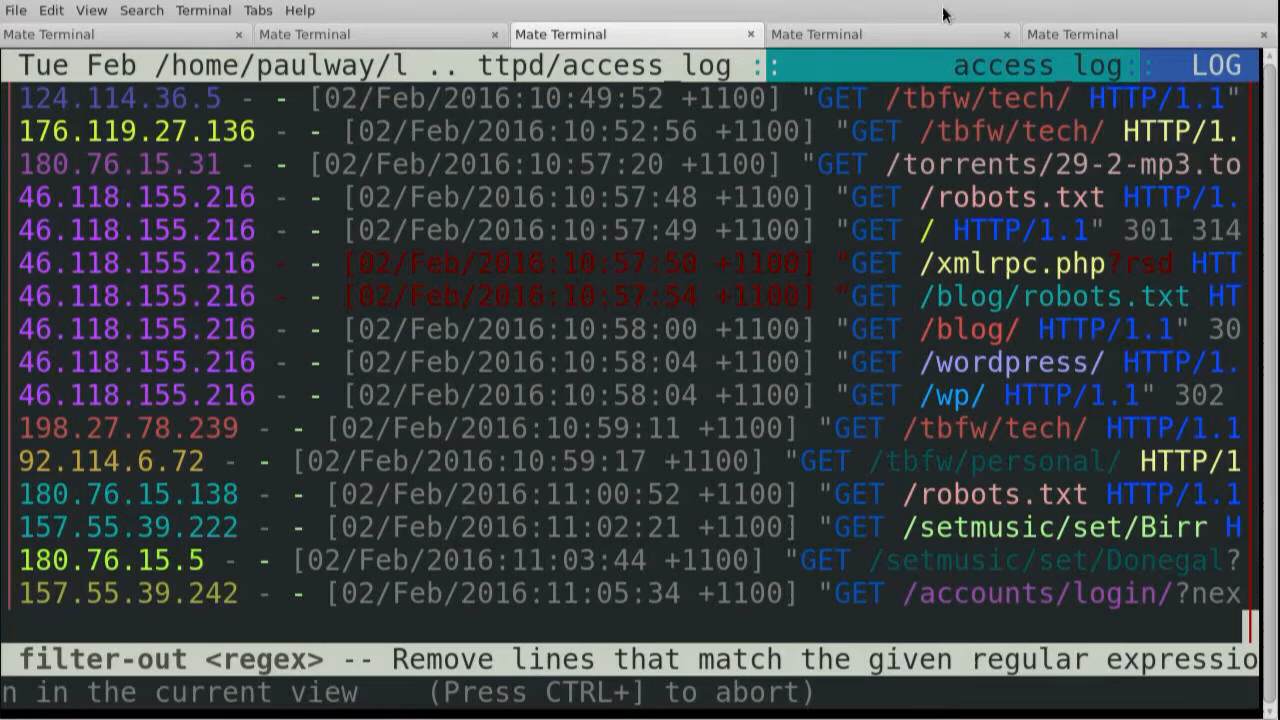 File Edit View Search Terminal Tabs Help
Mate Terminal × Mate Terminal × Mate Terminal × Mate Terminal × Mate Terminal ×
Tue Feb /home/paulway/l .. ttpd/access_log :: access_log:: LOG
124.114.36.5 - - [02/Feb/2016:10:49:52 +1100] "GET /tbfw/tech/ HTTP/1.1"
176.119.27.136 - - [02/Feb/2016:10:52:56 +1100] "GET /tbfw/tech/ HTTP/1.
180.76.15.31 - - [02/Feb/2016:10:57:20 +1100] "GET /torrents/29-2-mp3.to
46.118.155.216 - - [02/Feb/2016:10:57:48 +1100] "GET /robots.txt HTTP/1.
46.118.155.216 - - [02/Feb/2016:10:57:49 +1100] "GET / HTTP/1.1" 301 314
46.118.155.216 - - [02/Feb/2016:10:57:50 +1100] "GET /xmlrpc.php?rsd HTT
46.118.155.216 - - [02/Feb/2016:10:57:54 +1100] "GET /blog/robots.txt HT
46.118.155.216 - - [02/Feb/2016:10:58:00 +1100] "GET /blog/ HTTP/1.1" 30
46.118.155.216 - - [02/Feb/2016:10:58:04 +1100] "GET /wordpress/ HTTP/1.
46.118.155.216 - - [02/Feb/2016:10:58:04 +1100] "GET /wp/ HTTP/1.1" 302
198.27.78.239 - - [02/Feb/2016:10:59:11 +1100] "GET /tbfw/tech/ HTTP/1.1
92.114.6.72 - - [02/Feb/2016:10:59:17 +1100] "GET /tbfw/personal/ HTTP/1
180.76.15.138 - - [02/Feb/2016:11:00:52 +1100] "GET /robots.txt HTTP/1.1
157.55.39.222 - - [02/Feb/2016:11:02:21 +1100] "GET /setmusic/set/Birr H
180.76.15.5 - - [02/Feb/2016:11:03:44 +1100] "GET /setmusic/set/Donegal?
157.55.39.242 - - [02/Feb/2016:11:05:34 +1100] "GET /accounts/login/?nex
filter-out <regex> -- Remove lines that match the given regular expressio
n in the current view (Press CTRL+] to abort)